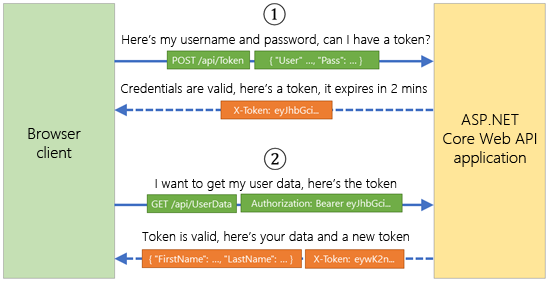 ①
Here's my username and password, can I have a token?
POST /api/Token { "User" ..., "Pass": ... }
Credentials are valid, here's a token, it expires in 2 mins
X-Token: eyJhbGci...
Browser
client
ASP.NET
Core Web API
application
②
I want to get my user data, here's the token
GET /api/UserData Authorization: Bearer eyJhbGci...
Token is valid, here's your data and a new token
{ "FirstName": ..., "LastName": ... } X-Token: eywK2n...